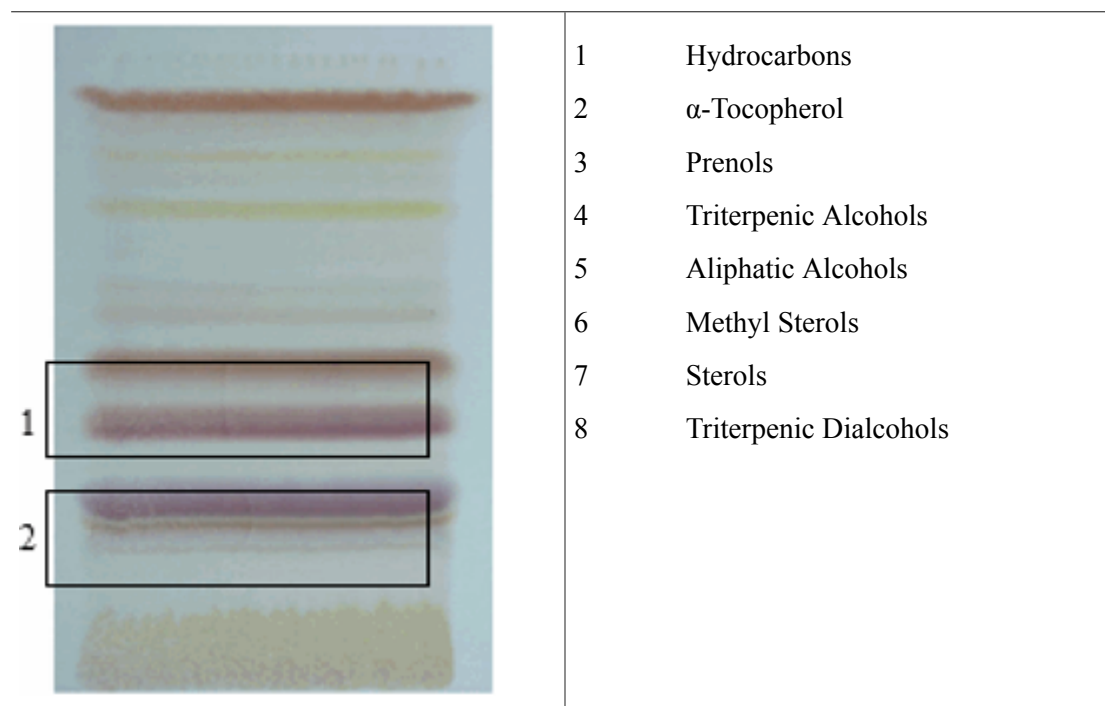 1 Hydrocarbons
2 α-Tocopherol
3 Prenols
4 Triterpenic Alcohols
5 Aliphatic Alcohols
6 Methyl Sterols
7 Sterols
8 Triterpenic Dialcohols
1
2